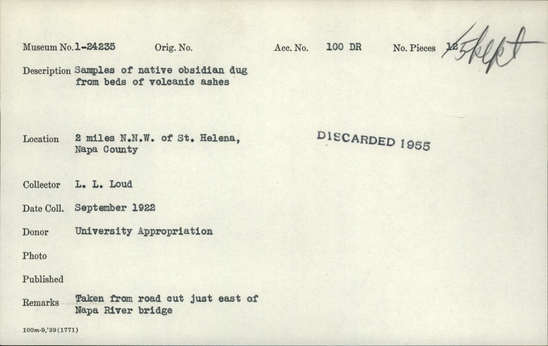 Museum No. 1-24235 Orig. No. Acc. No. 100 DR No. Pieces 12 5 kept
Description Samples of native obsidian dug
from beds of volcanic ashes
Location 2 miles N.N.W. of St. Helena,
Napa County
DISCARDED 1955
Collector L. L. Loud
Date Coll. September 1922
Donor University Appropriation
Photo
Published
Remarks Taken from road cut just east of
Napa River bridge
100m-9,'39(1771)